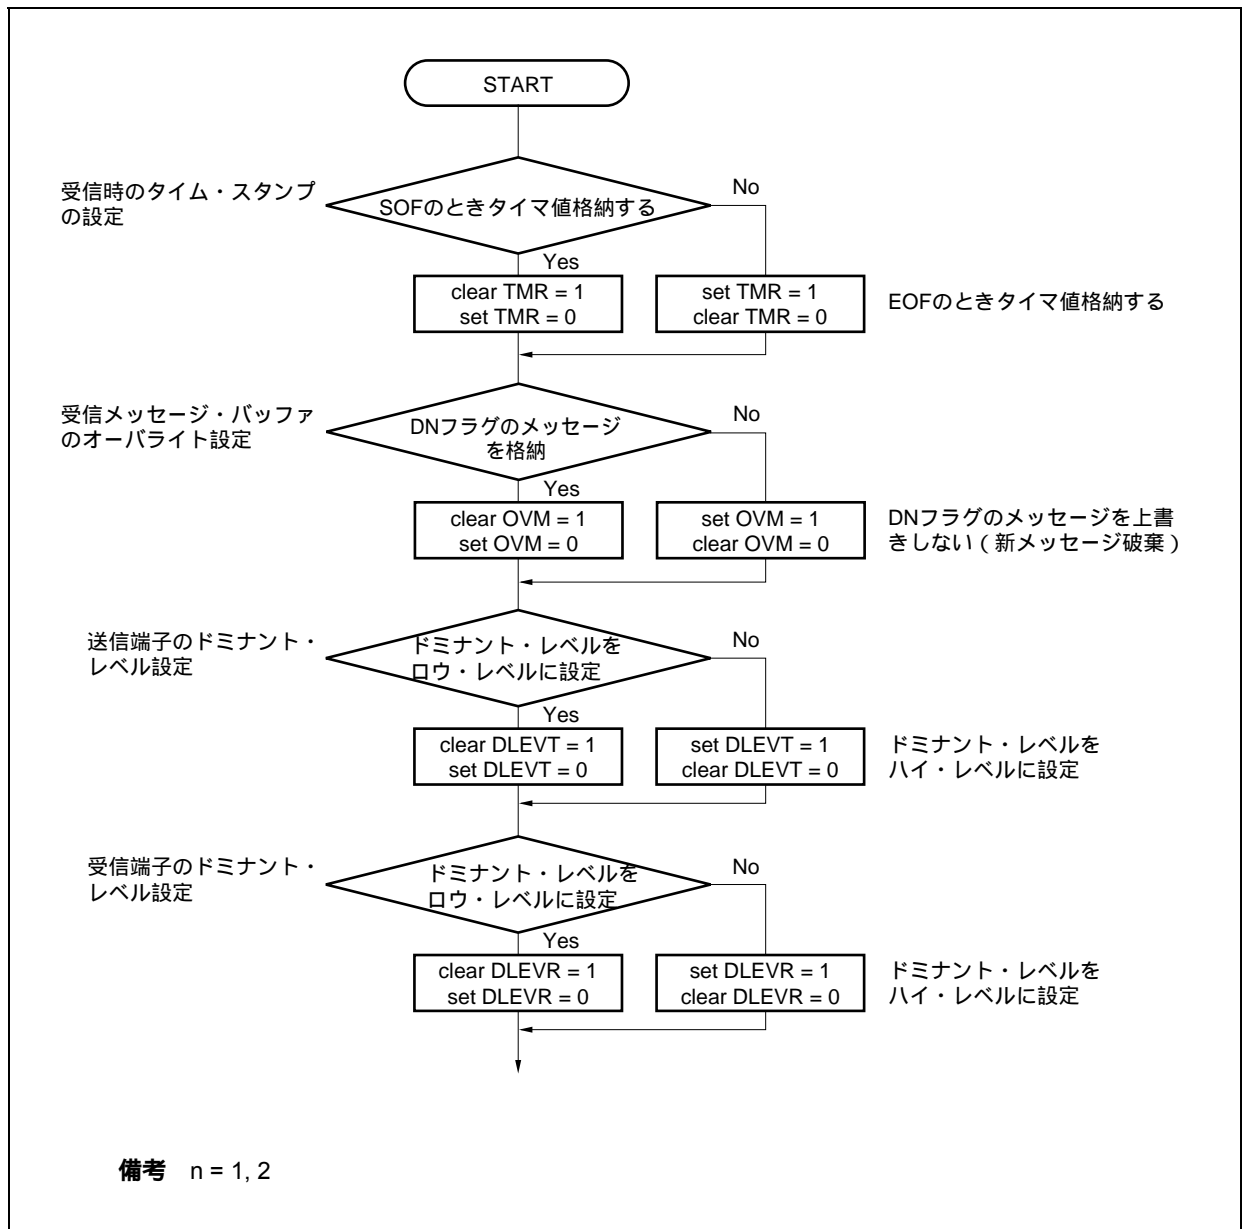 START
受信時のタイム・スタンプ
の設定
SOFのときタイマ値格納する
No
Yes
clear TMR = 1
set TMR = 0
set TMR = 1
clear TMR = 0
EOFのときタイマ値格納する
受信メッセージ・バッファ
のオーバライト設定
DNフラグのメッセージ
を格納
No
Yes
clear OVM = 1
set OVM = 0
set OVM = 1
clear OVM = 0
DNフラグのメッセージを上書
きしない（新メッセージ破棄）
送信端子のドミナント・
レベル設定
ドミナント・レベルを
ロウ・レベルに設定
No
Yes
clear DLEVT = 1
set DLEVT = 0
set DLEVT = 1
clear DLEVT = 0
ドミナント・レベルを
ハイ・レベルに設定
受信端子のドミナント・
レベル設定
ドミナント・レベルを
ロウ・レベルに設定
No
Yes
clear DLEVR = 1
set DLEVR = 0
set DLEVR = 1
clear DLEVR = 0
ドミナント・レベルを
ハイ・レベルに設定
備考 n = 1, 2